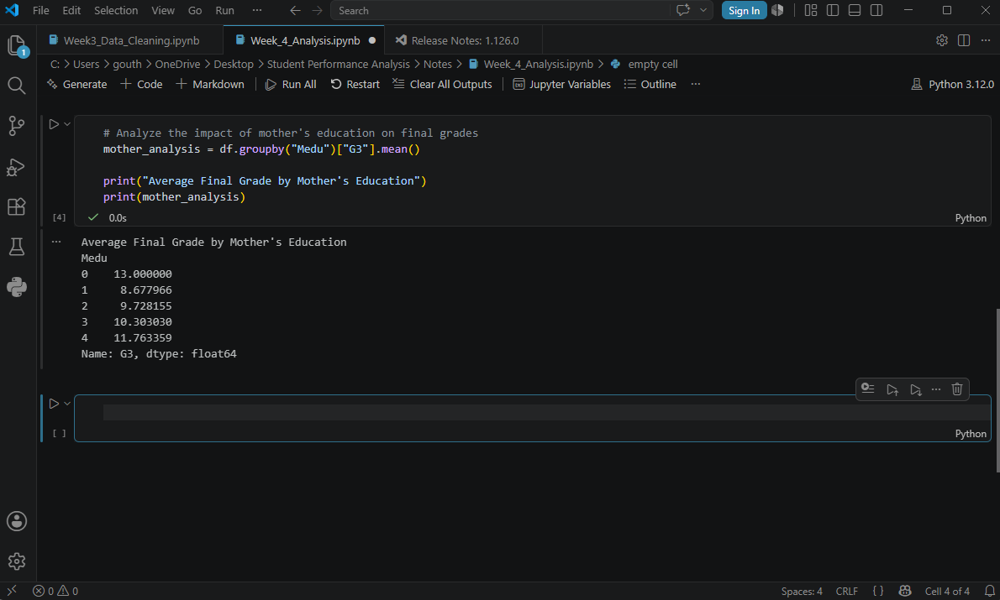 File Edit Selection View Go Run ··· Search Sign In
Week3_Data_Cleaning.ipynb Week_4_Analysis.ipynb Release Notes: 1.126.0
C: > Users > gouth > OneDrive > Desktop > Student Performance Analysis > Notes > Week_4_Analysis.ipynb > empty cell
Generate + Code + Markdown Run All Restart Clear All Outputs Jupyter Variables Outline ··· Python 3.12.0
# Analyze the impact of mother's education on final grades
mother_analysis = df.groupby("Medu")["G3"].mean()
print("Average Final Grade by Mother's Education")
print(mother_analysis)
[4] 0.0s Python
Average Final Grade by Mother's Education
Medu
0 13.000000
1 8.677966
2 9.728155
3 10.303030
4 11.763359
Name: G3, dtype: float64
[ ] Python
1
0 0 Spaces: 4 CRLF { } Cell 4 of 4